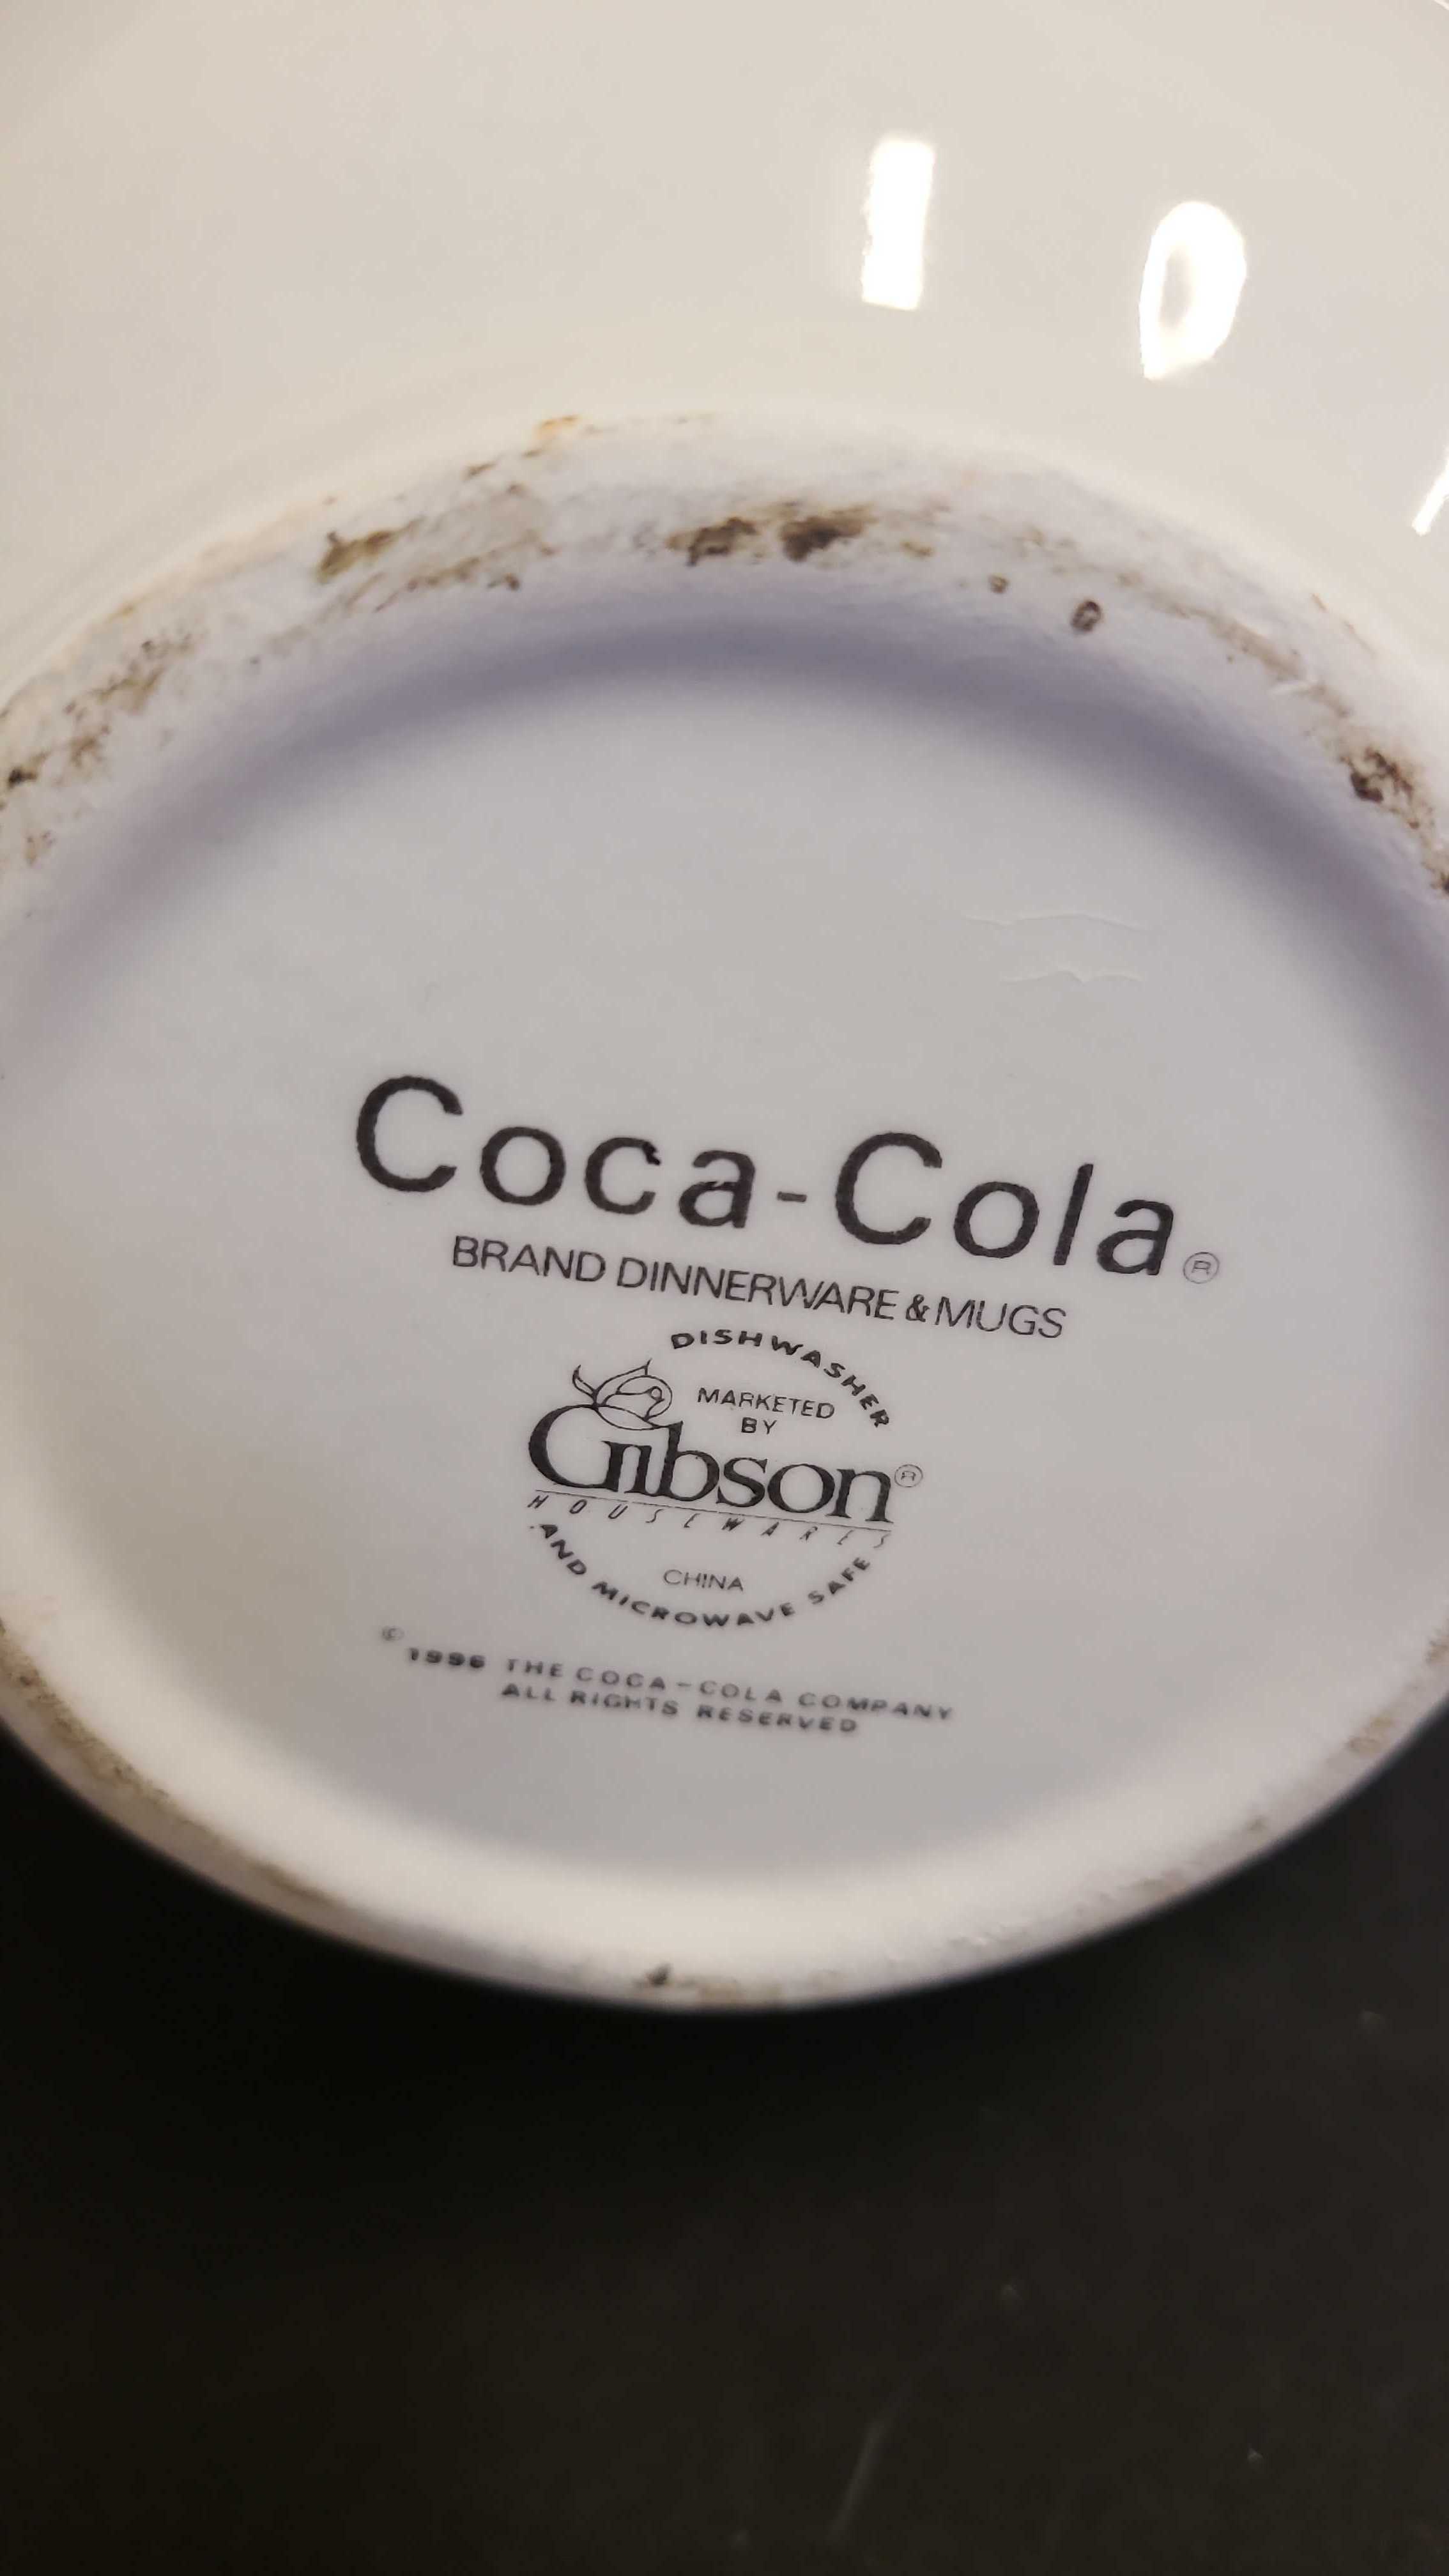 Coca-Cola®
BRAND DINNERWARE & MUGS
DISHWASHER
MARKETED
BY
Gibson®
HOUSEWARES
CHINA
AND MICROWAVE SAFE
© 1996 THE COCA-COLA COMPANY
ALL RIGHTS RESERVED